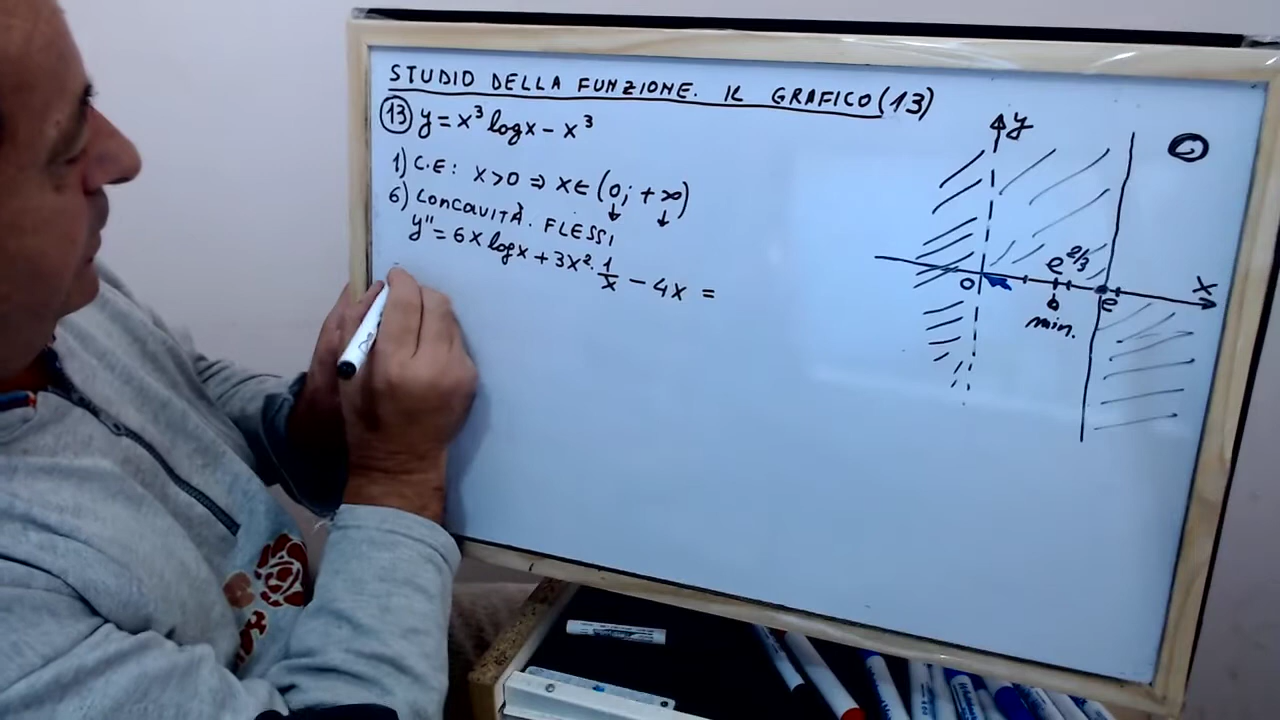 STUDIO DELLA FUNZIONE. IL GRAFICO (13)
13 y = x³ log x - x³
1) C.E: x>0 ⇒ x∈(0; +∞)
6) CONCAVITÀ. FLESSI
y'' = 6x log x + 3x² · 1/x - 4x =
y
e^2/3
x
0
e
min.